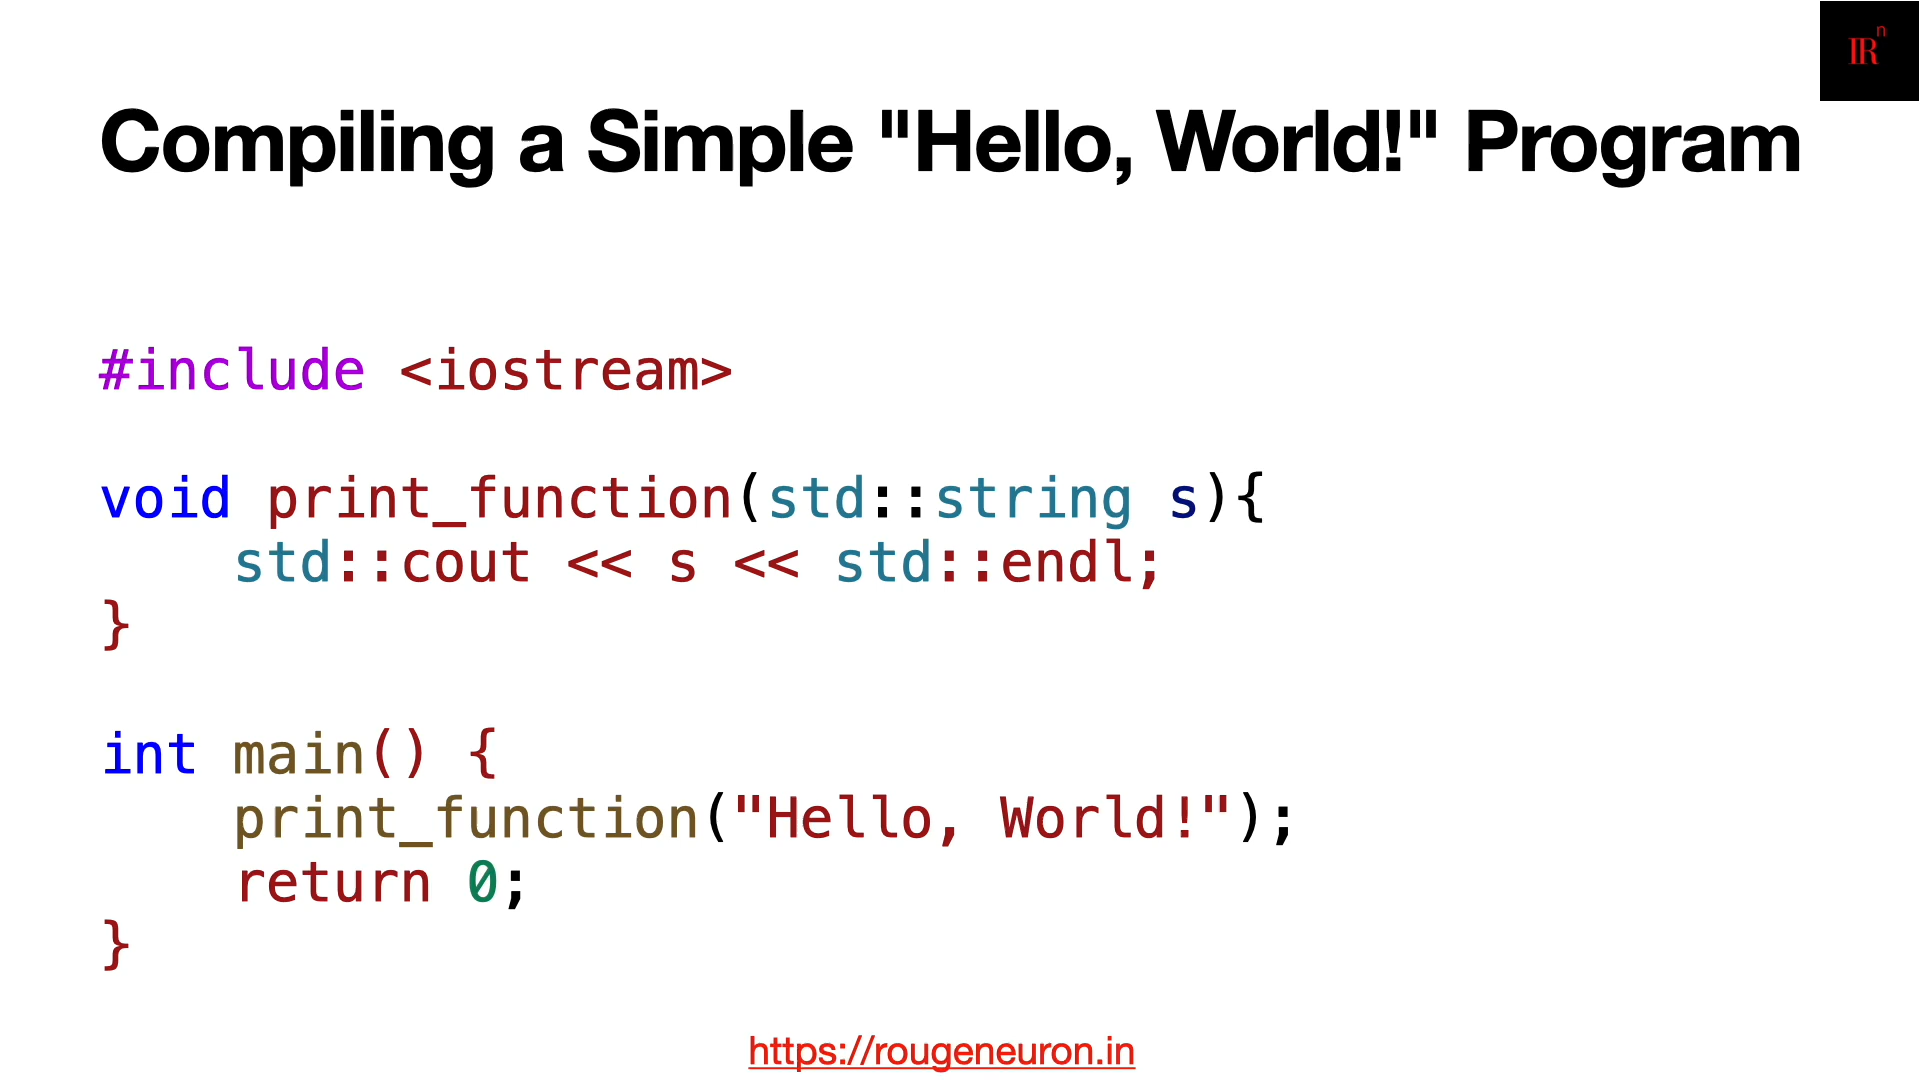 IRn
Compiling a Simple "Hello, World!" Program
#include <iostream>
void print_function(std::string s){
    std::cout << s << std::endl;
}
int main() {
    print_function("Hello, World!");
    return 0;
}
https://rougeneuron.in